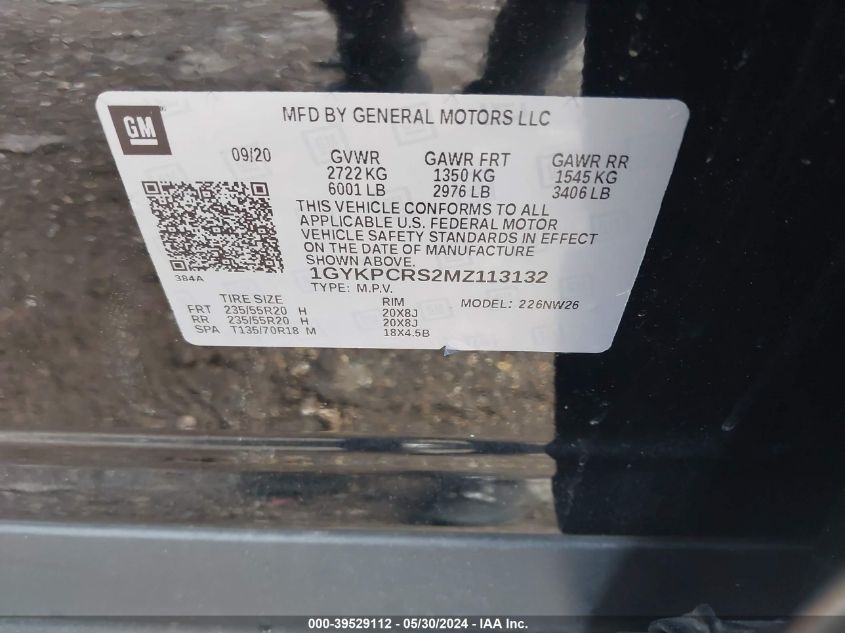 GM
MFD BY GENERAL MOTORS LLC
09/20 GVWR GAWR FRT GAWR RR
2722 KG 1350 KG 1545 KG
6001 LB 2976 LB 3406 LB
THIS VEHICLE CONFORMS TO ALL
APPLICABLE U.S. FEDERAL MOTOR
VEHICLE SAFETY STANDARDS IN EFFECT
ON THE DATE OF MANUFACTURE
SHOWN ABOVE.
384A
1GYKPCRS2MZ113132
TYPE: M.P.V. MODEL: 226NW26
TIRE SIZE RIM
FRT 235/55R20 H 20X8J
RR 235/55R20 H 20X8J
SPA T135/70R18 M 18X4.5B
000-39529112 - 05/30/2024 - IAA Inc.